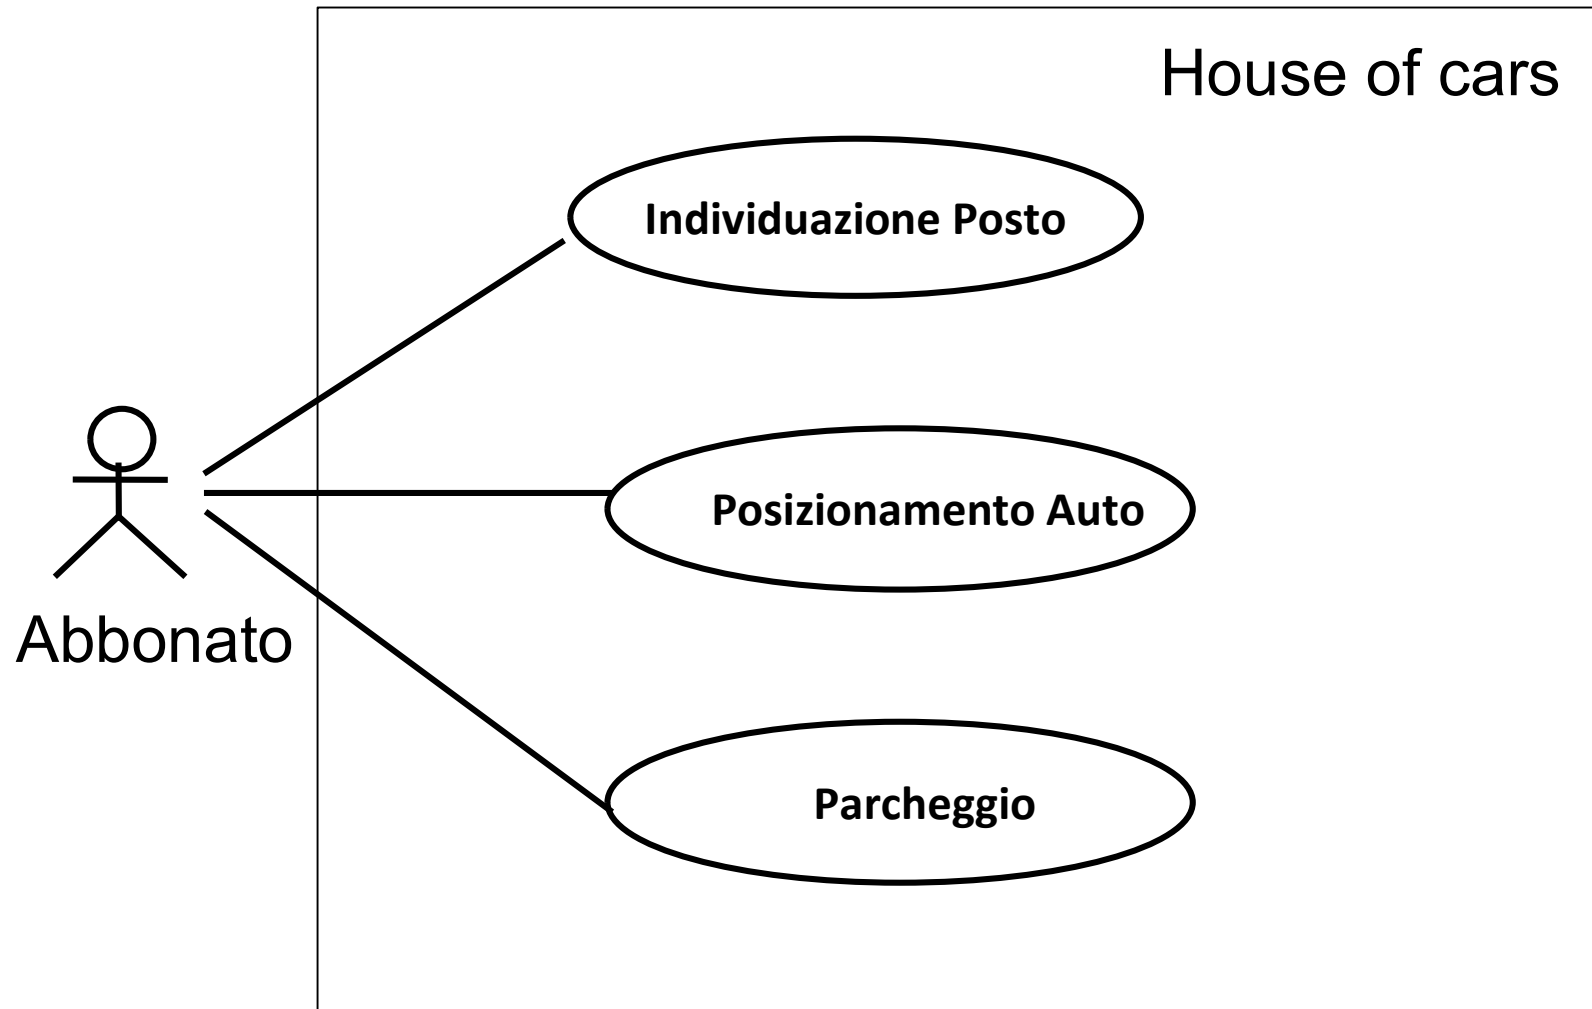 House of cars
Individuazione Posto
Posizionamento Auto
Abbonato
Parcheggio